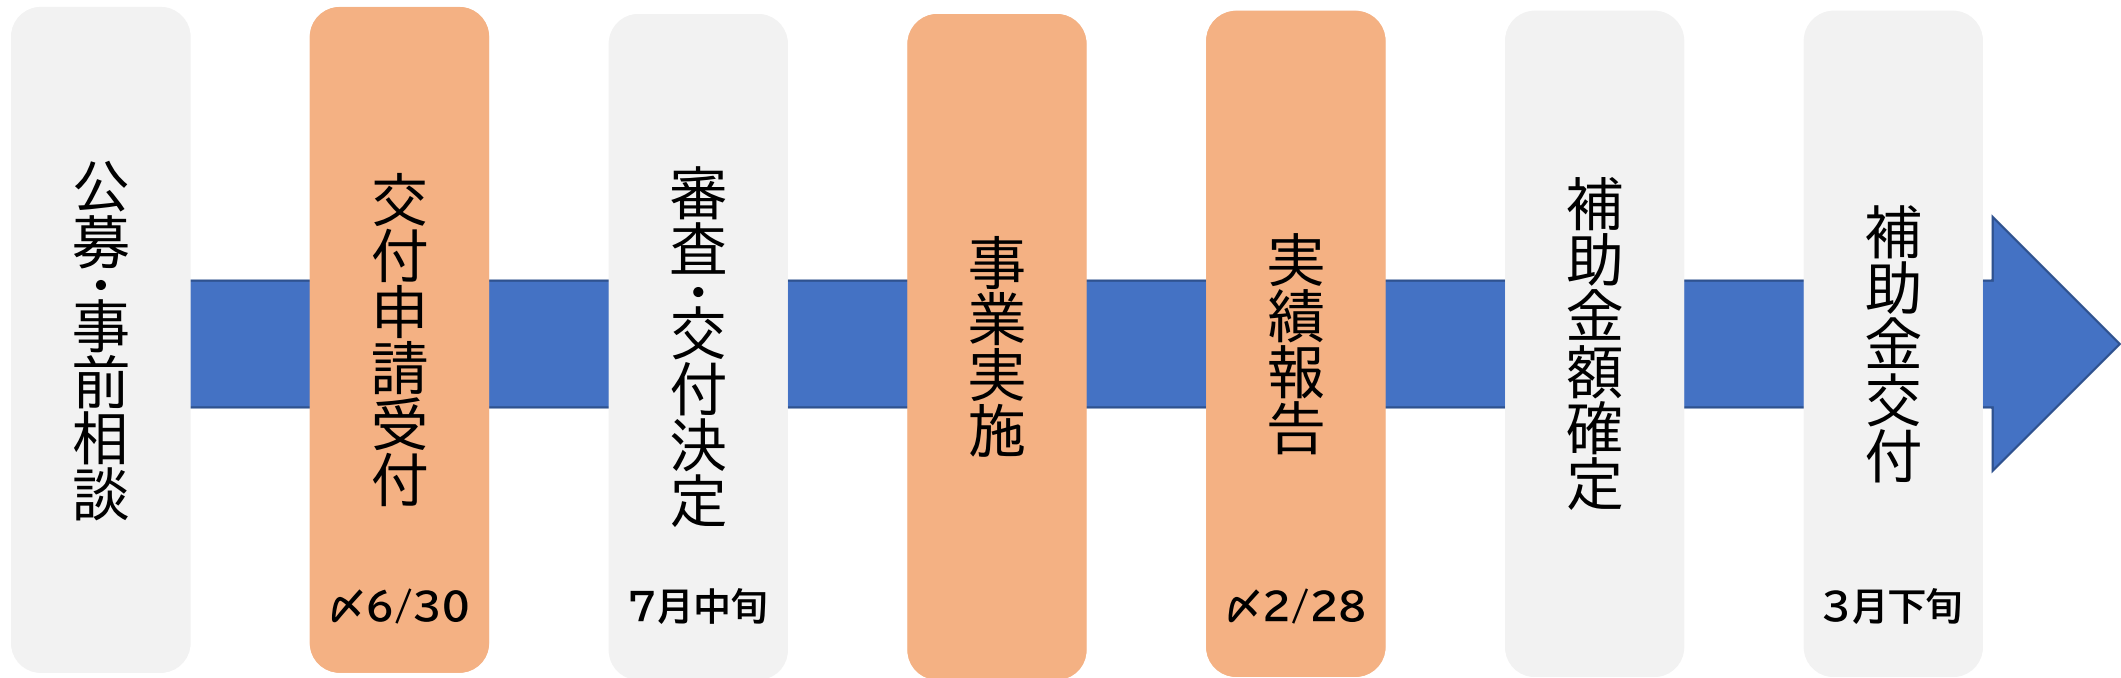 公募・事前相談
交付申請受付
〆6/30
審査・交付決定
7月中旬
事業実施
実績報告
〆2/28
補助金額確定
補助金交付
3月下旬